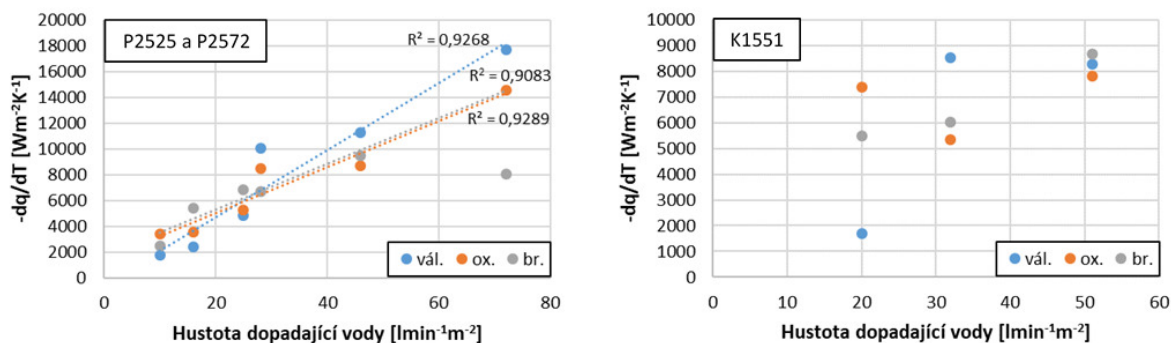 P2525 a P2572
R² = 0,9268
R² = 0,9083
R² = 0,9289
-dq/dT [Wm⁻²K⁻¹]
20000
18000
16000
14000
12000
10000
8000
6000
4000
2000
0
vál. ox. br.
0 20 40 60 80
Hustota dopadající vody [lmin⁻¹m⁻²]
K1551
-dq/dT [Wm⁻²K⁻¹]
10000
9000
8000
7000
6000
5000
4000
3000
2000
1000
0
vál. ox. br.
0 10 20 30 40 50 60
Hustota dopadající vody [lmin⁻¹m⁻²]